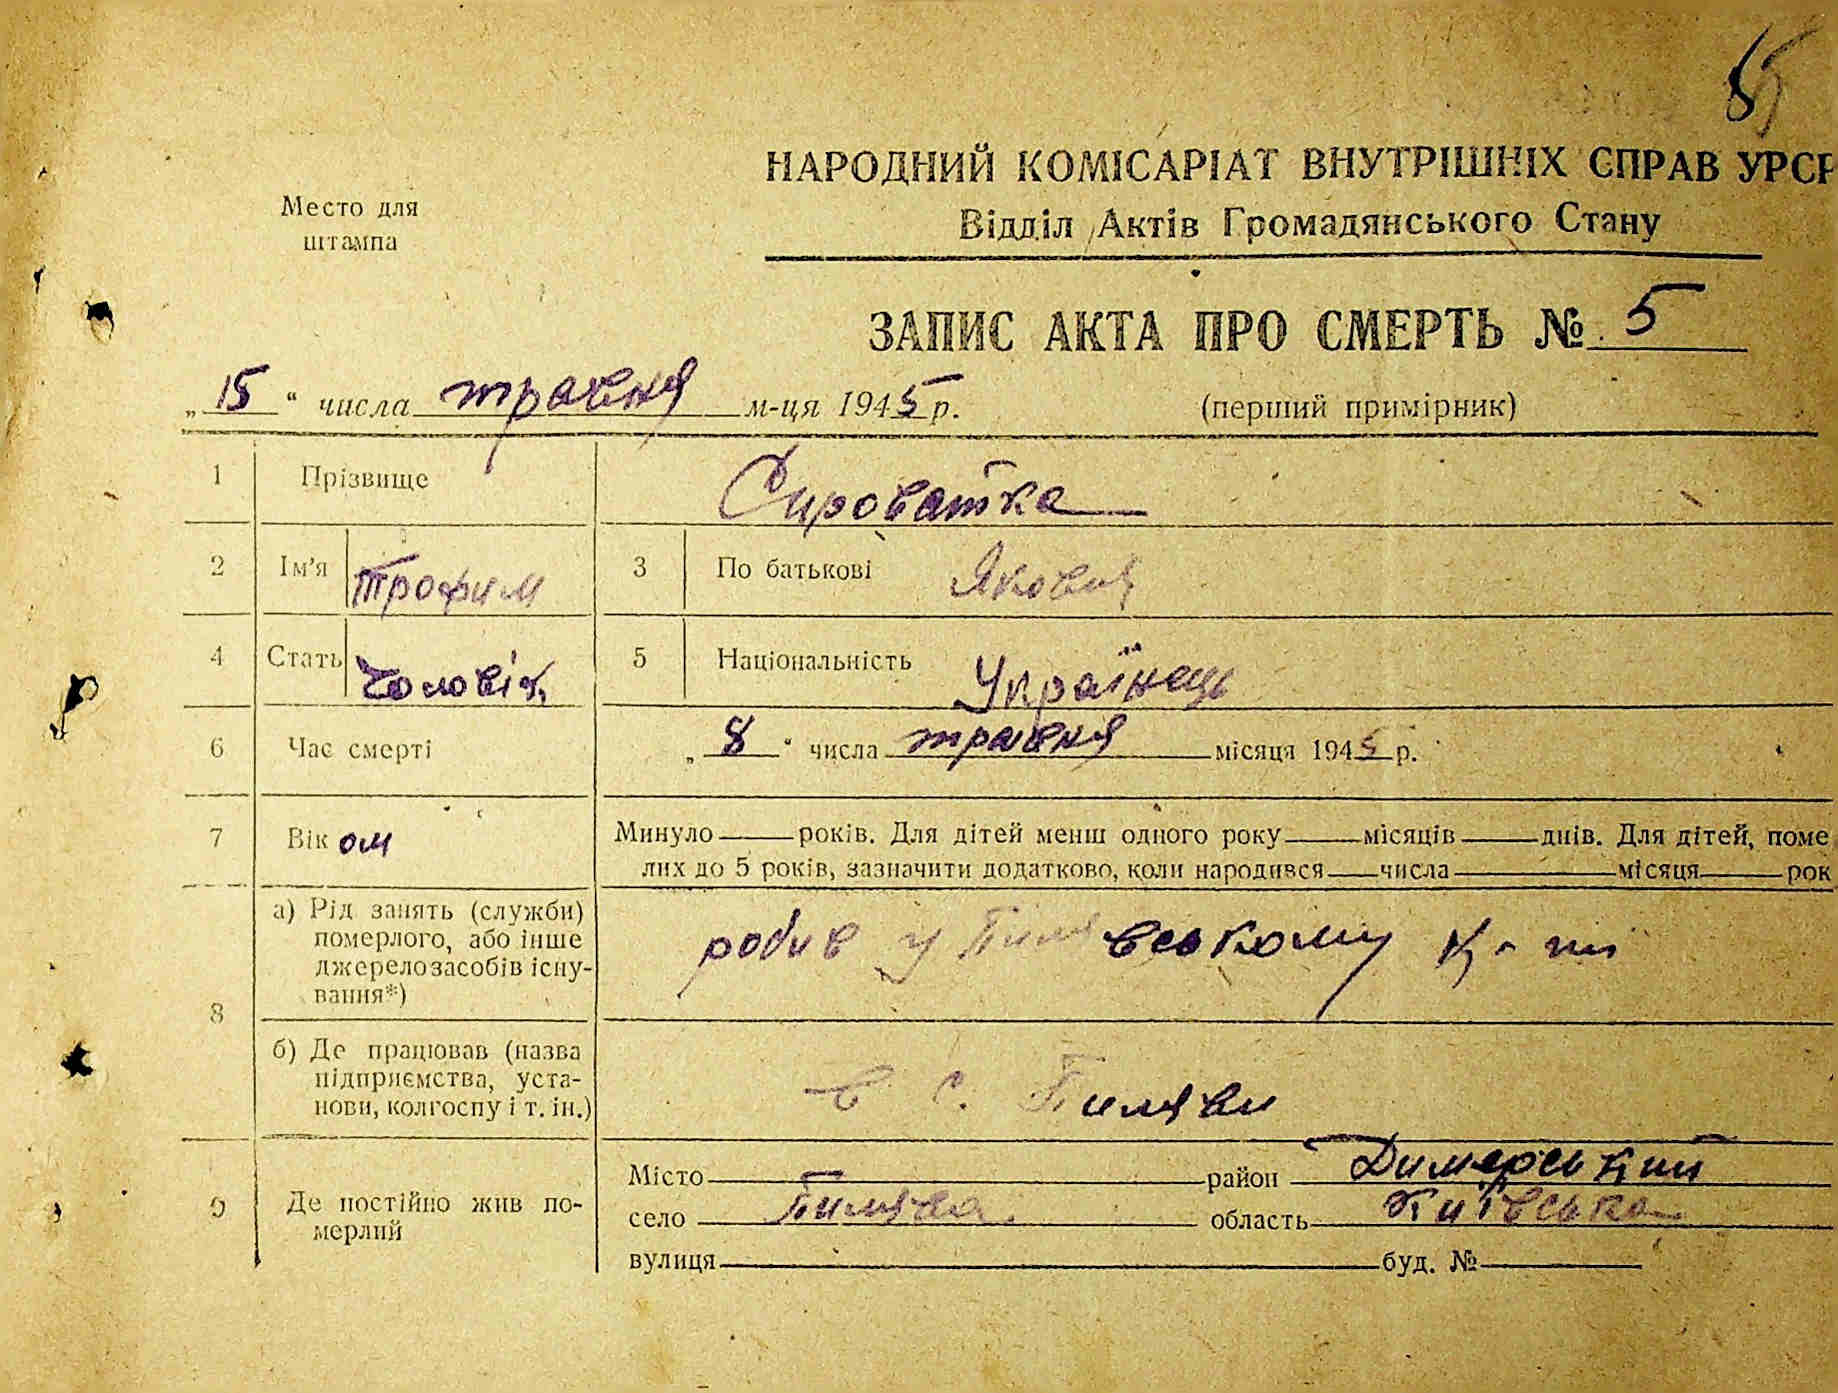 НАРОДНИЙ КОМІСАРІАТ ВНУТРІШНІХ СПРАВ УРСР
Место для
штампа
Відділ Актів Громадянського Стану
ЗАПИС АКТА ПРО СМЕРТЬ № 5
„ 15 “ числа травня м-ця 1945 р. (перший примірник)
1 Прізвище Сироватка
2 Ім'я Трофим 3 По батькові
4 Стать Чоловік 5 Національність Українець
6 Час смерті „ 8 “ числа травня місяця 1945 р.
7 Вік ом Минуло років. Для дітей менш одного року місяців днів. Для дітей, поме
лих до 5 років, зазначити додатково, коли народився числа місяця рок
8 а) Рід занять (служби)
померлого, або інше
джерело засобів існу-
вання*)
робив у
б) Де працював (назва
підприємства, уста-
нови, колгоспу і т. ін.)
в с. Пиляви
9 Де постійно жив по-
мерлий
Місто район Димерський
село Пилява область Київська
вулиця буд. №